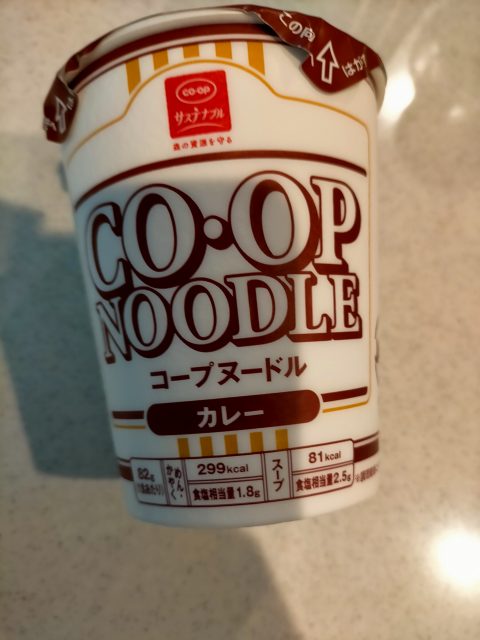 この向
はがす
co·op
サステナブル
森の資源を守る
CO·OP
NOODLE
コープヌードル
カレー
82g
めん・かやく
299kcal
食塩相当量1.8g
スープ
81kcal
食塩相当量2.5g